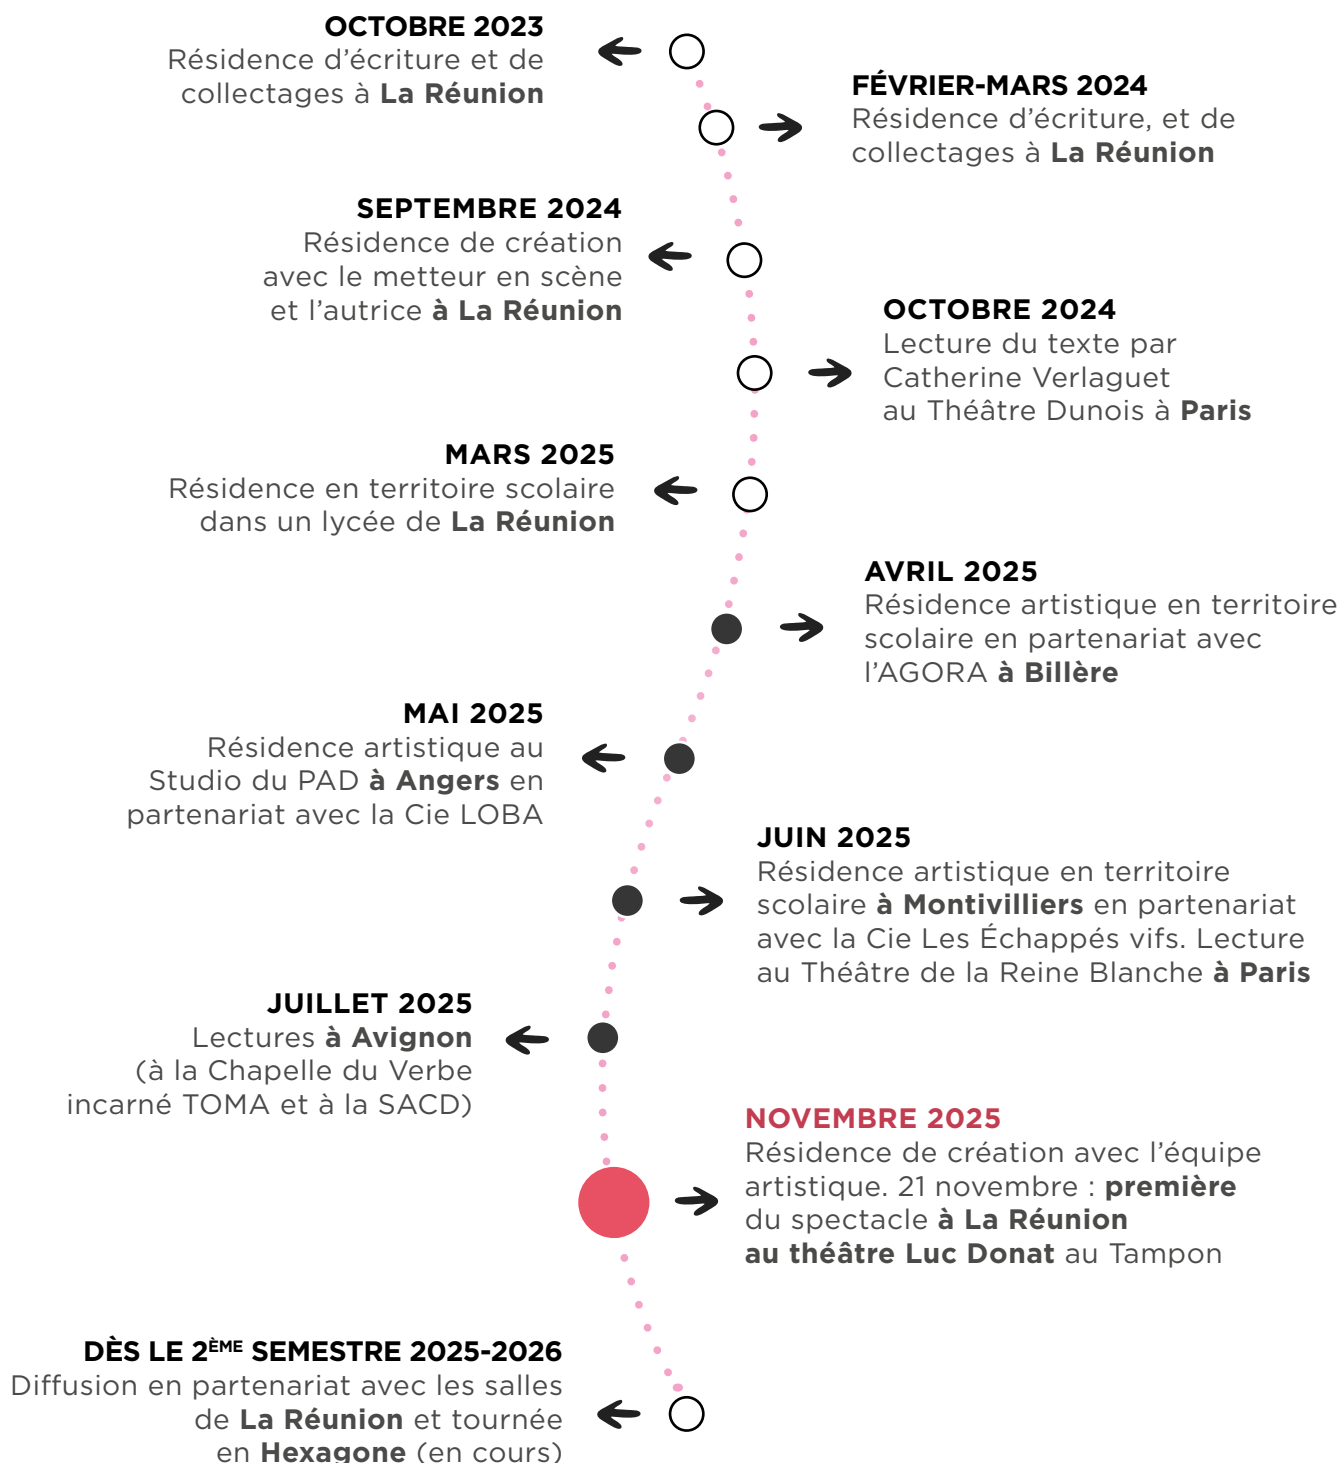 OCTOBRE 2023
Résidence d’écriture et de
collectages à La Réunion
FÉVRIER-MARS 2024
Résidence d’écriture, et de
collectages à La Réunion
SEPTEMBRE 2024
Résidence de création
avec le metteur en scène
et l’autrice à La Réunion
OCTOBRE 2024
Lecture du texte par
Catherine Verlaguet
au Théâtre Dunois à Paris
MARS 2025
Résidence en territoire scolaire
dans un lycée de La Réunion
AVRIL 2025
Résidence artistique en territoire
scolaire en partenariat avec
l’AGORA à Billère
MAI 2025
Résidence artistique au
Studio du PAD à Angers en
partenariat avec la Cie LOBA
JUIN 2025
Résidence artistique en territoire
scolaire à Montivilliers en partenariat
avec la Cie Les Échappés vifs. Lecture
au Théâtre de la Reine Blanche à Paris
JUILLET 2025
Lectures à Avignon
(à la Chapelle du Verbe
incarné TOMA et à la SACD)
NOVEMBRE 2025
Résidence de création avec l’équipe
artistique. 21 novembre : première
du spectacle à La Réunion
au théâtre Luc Donat au Tampon
DÈS LE 2ÈME SEMESTRE 2025-2026
Diffusion en partenariat avec les salles
de La Réunion et tournée
en Hexagone (en cours)